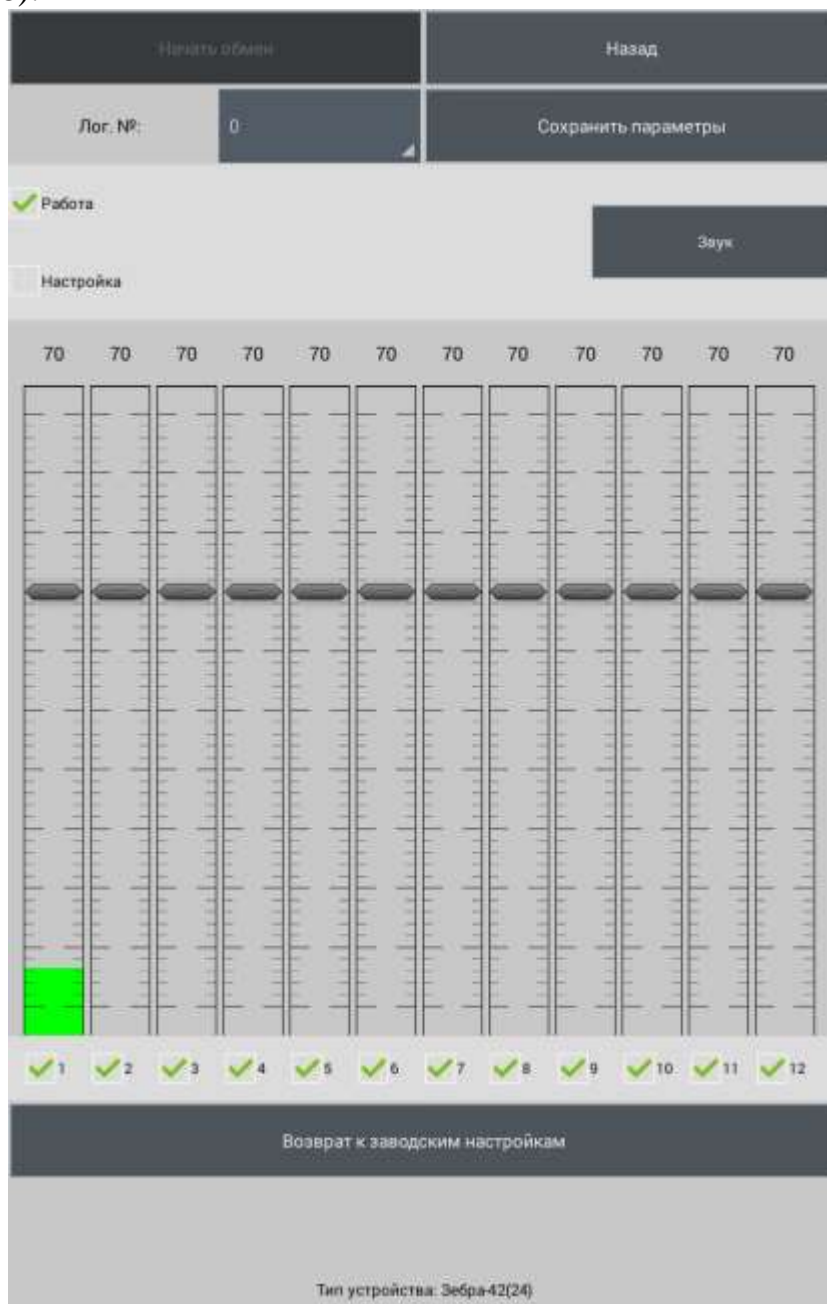 Начать обмен Назад
Лог. №: 0 Сохранить параметры
Работа
Звук
Настройка
70 70 70 70 70 70 70 70 70 70 70 70
1 2 3 4 5 6 7 8 9 10 11 12
Возврат к заводским настройкам
Тип устройства: Зебра-42(24)